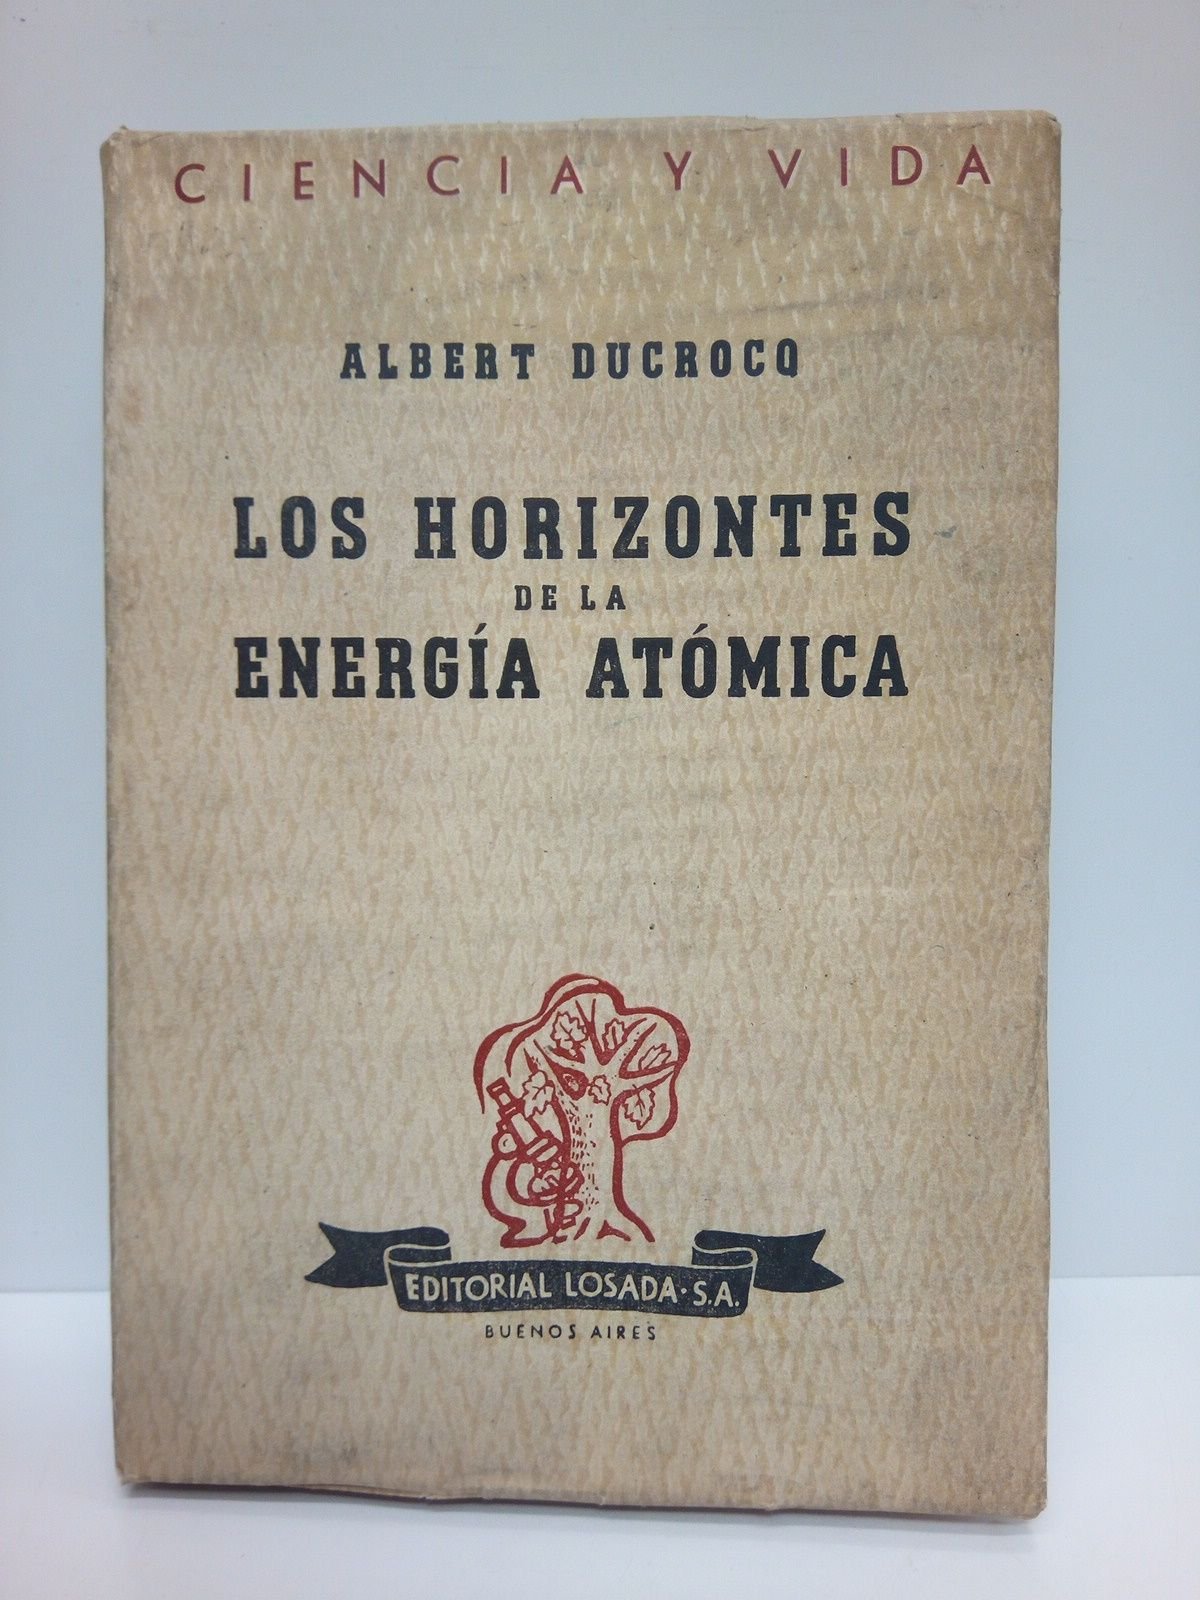 CIENCIA Y VIDA
ALBERT DUCROCQ
LOS HORIZONTES
DE LA
ENERGÍA ATÓMICA
EDITORIAL LOSADA·S.A.
BUENOS AIRES